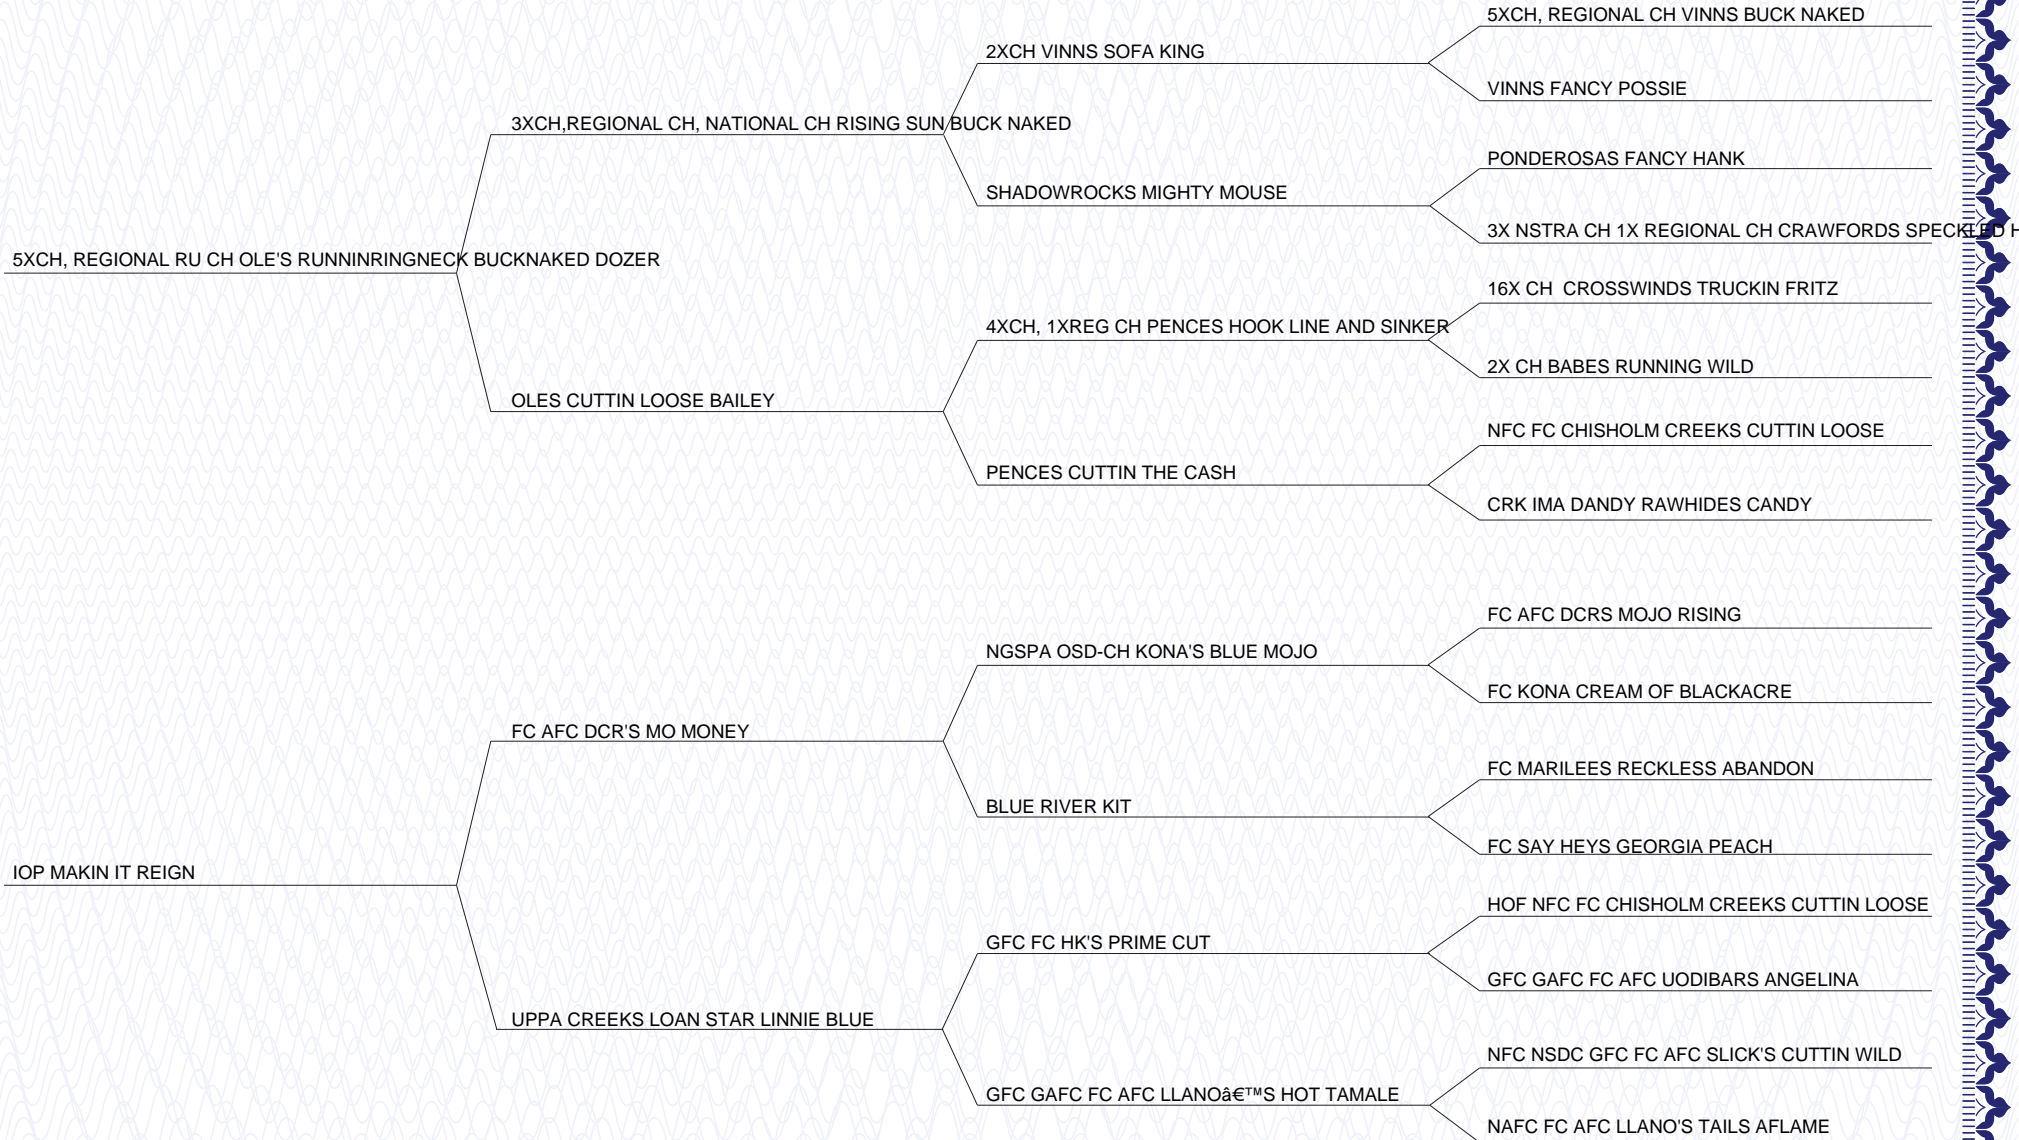 5XCH, REGIONAL CH VINNS BUCK NAKED
2XCH VINNS SOFA KING
VINNS FANCY POSSIE
3XCH,REGIONAL CH, NATIONAL CH RISING SUN BUCK NAKED
PONDEROSAS FANCY HANK
SHADOWROCKS MIGHTY MOUSE
3X NSTRA CH 1X REGIONAL CH CRAWFORDS SPECKLED H
5XCH, REGIONAL RU CH OLE'S RUNNINRINGNECK BUCKNAKED DOZER
16X CH  CROSSWINDS TRUCKIN FRITZ
4XCH, 1XREG CH PENCES HOOK LINE AND SINKER
2X CH BABES RUNNING WILD
OLES CUTTIN LOOSE BAILEY
NFC FC CHISHOLM CREEKS CUTTIN LOOSE
PENCES CUTTIN THE CASH
CRK IMA DANDY RAWHIDES CANDY
FC AFC DCRS MOJO RISING
NGSPA OSD-CH KONA'S BLUE MOJO
FC KONA CREAM OF BLACKACRE
FC AFC DCR'S MO MONEY
FC MARILEES RECKLESS ABANDON
BLUE RIVER KIT
FC SAY HEYS GEORGIA PEACH
IOP MAKIN IT REIGN
HOF NFC FC CHISHOLM CREEKS CUTTIN LOOSE
GFC FC HK'S PRIME CUT
GFC GAFC FC AFC UODIBARS ANGELINA
UPPA CREEKS LOAN STAR LINNIE BLUE
NFC NSDC GFC FC AFC SLICK'S CUTTIN WILD
GFC GAFC FC AFC LLANOâ€™S HOT TAMALE
NAFC FC AFC LLANO'S TAILS AFLAME